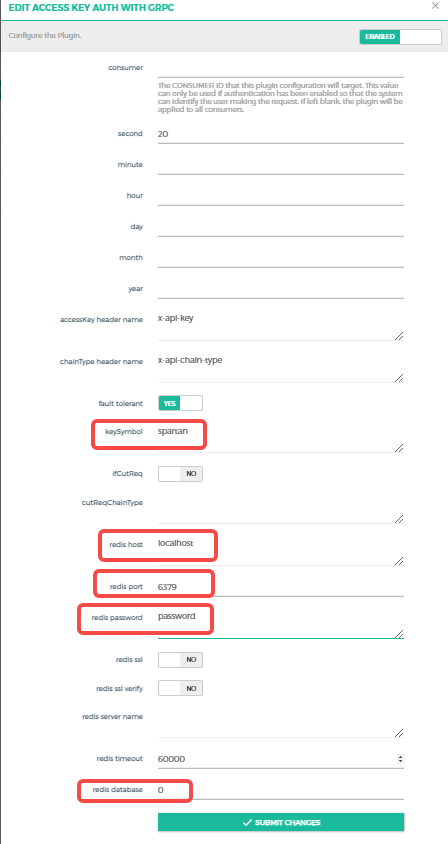 EDIT ACCESS KEY AUTH WITH GRPC
Configure the Plugin.
ENABLED
consumer
The CONSUMER ID that this plugin configuration will target. This value
can only be used if authentication has been enabled so that the system
can identify the user making the request. If left blank, the plugin will be
applied to all consumers.
second 20
minute
hour
day
month
year
accessKey header name x-api-key
chainType header name x-api-chain-type
fault tolerant YES
keySymbol spartan
ifCutReq NO
cutReqChainType
redis host localhost
redis port 6379
redis password password
redis ssl NO
redis ssl verify NO
redis server name
redis timeout 60000
redis database 0
SUBMIT CHANGES